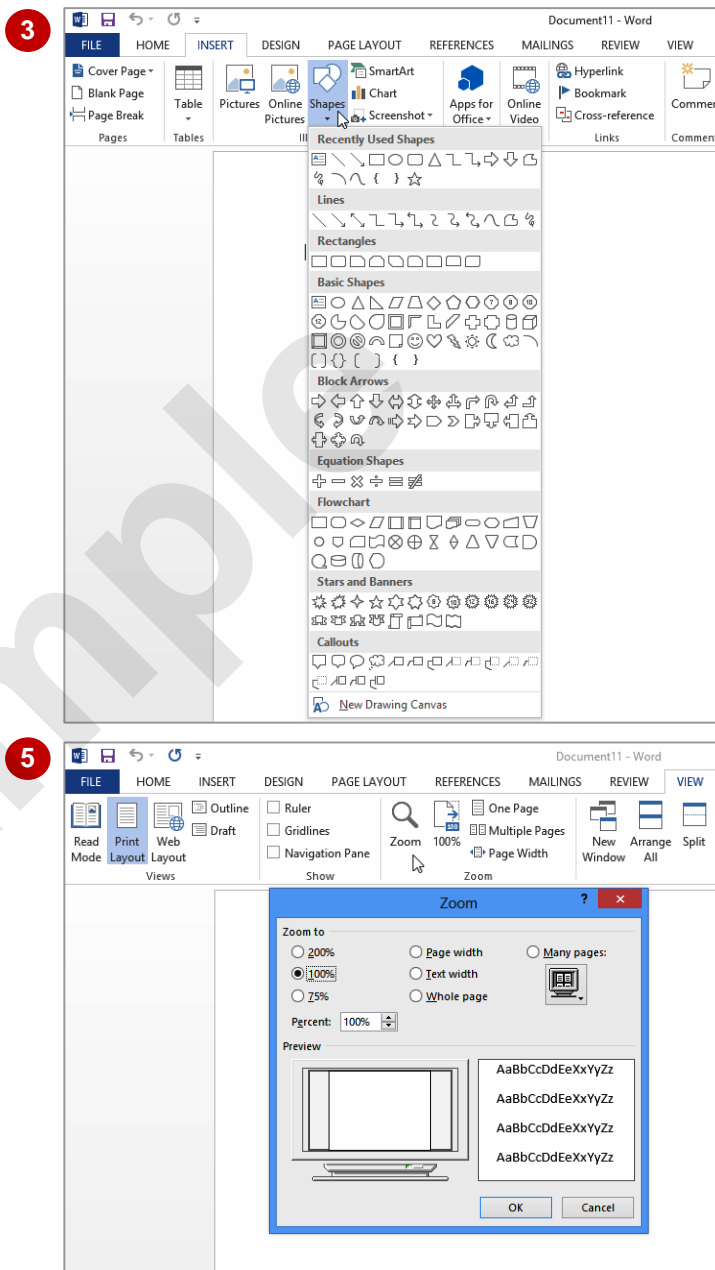 3
Document11 - Word
FILE HOME INSERT DESIGN PAGE LAYOUT REFERENCES MAILINGS REVIEW VIEW
Cover Page
Blank Page
Page Break
Pages
Table
Tables
Pictures
Online Pictures
Shapes
SmartArt
Chart
Screenshot
Apps for Office
Online Video
Hyperlink
Bookmark
Cross-reference
Links
Commen
Comment
Recently Used Shapes
Lines
Rectangles
Basic Shapes
Block Arrows
Equation Shapes
Flowchart
Stars and Banners
Callouts
New Drawing Canvas
5
Document11 - Word
FILE HOME INSERT DESIGN PAGE LAYOUT REFERENCES MAILINGS REVIEW VIEW
Read Mode
Print Layout
Web Layout
Outline
Draft
Views
Ruler
Gridlines
Navigation Pane
Show
Zoom
100%
One Page
Multiple Pages
Page Width
Zoom
New Window
Arrange All
Split
Zoom ? ×
Zoom to
200% Page width Many pages:
100% Text width
75% Whole page
Percent: 100%
Preview
AaBbCcDdEeXxYyZz
AaBbCcDdEeXxYyZz
AaBbCcDdEeXxYyZz
AaBbCcDdEeXxYyZz
OK Cancel
mple